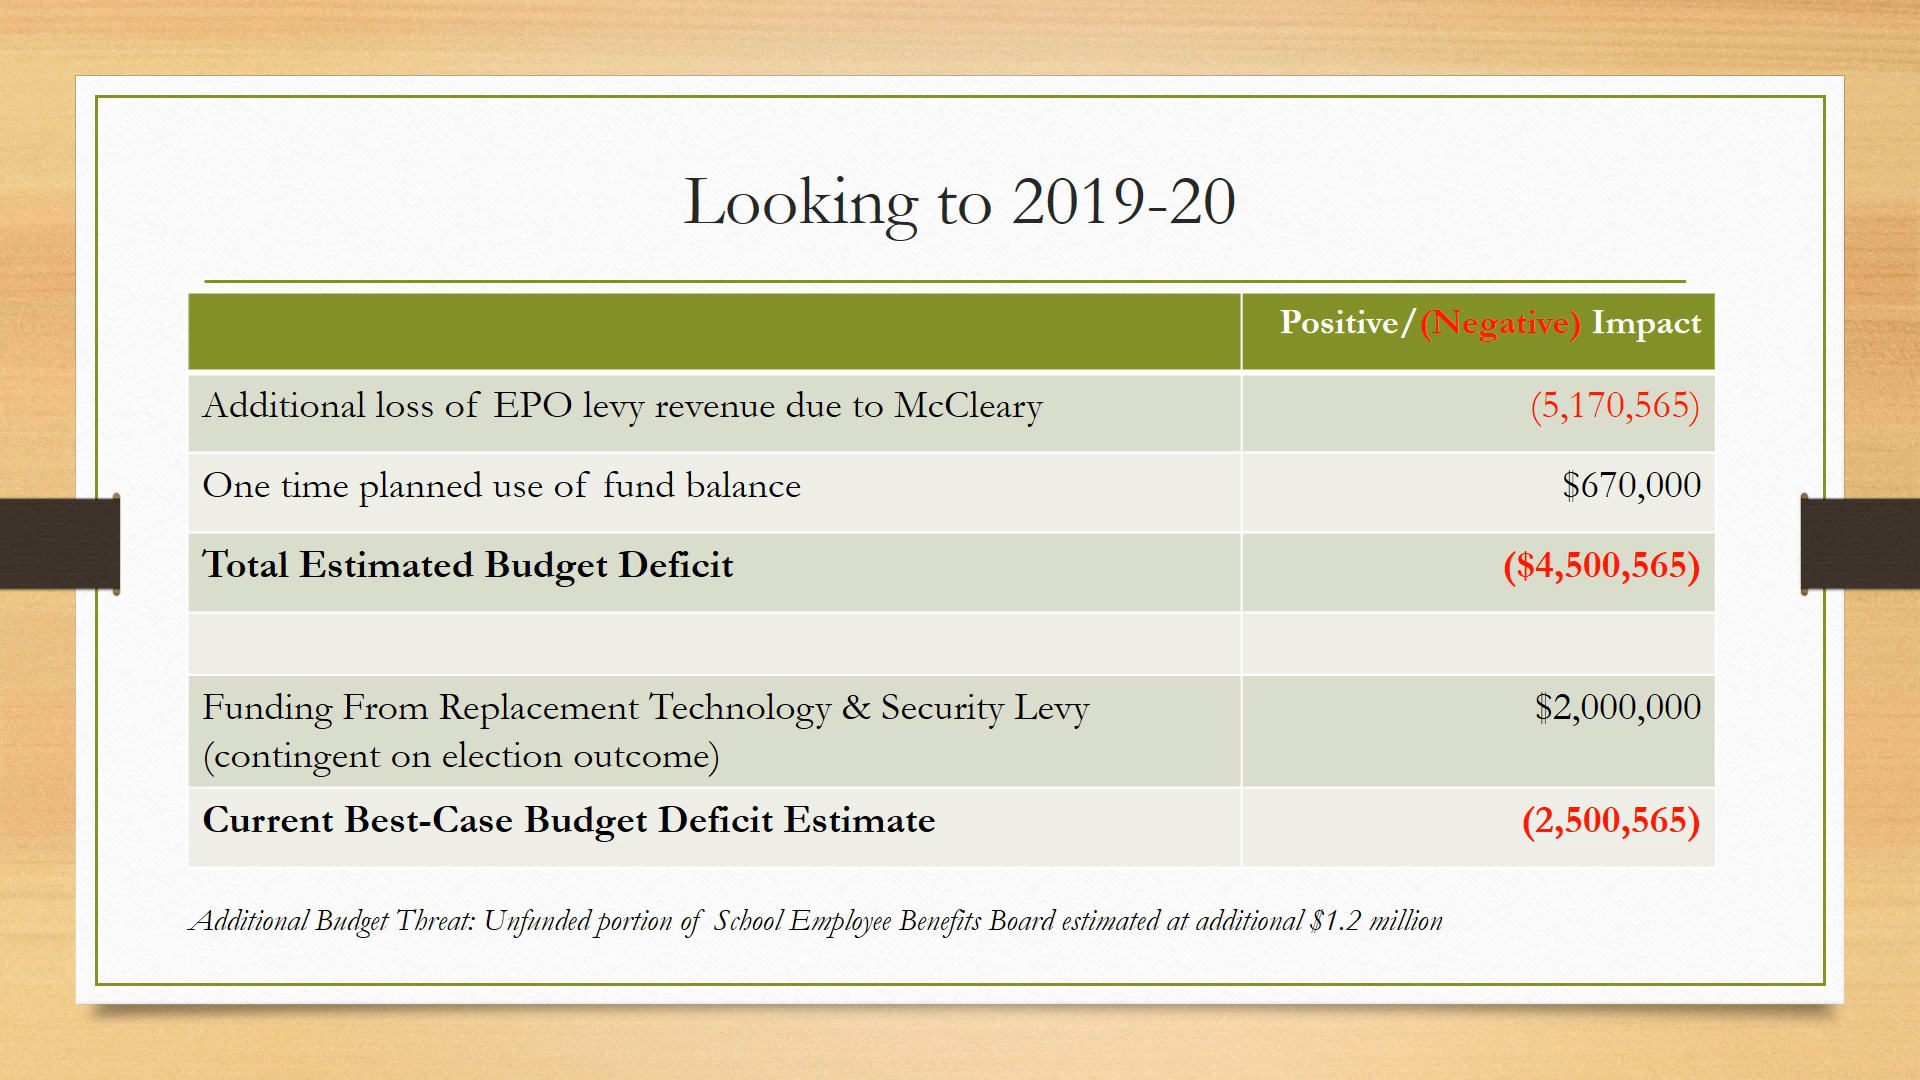 Looking to 2019-20
Positive/(Negative) Impact
Additional loss of EPO levy revenue due to McCleary
(5,170,565)
One time planned use of fund balance
$670,000
Total Estimated Budget Deficit
($4,500,565)
Funding From Replacement Technology & Security Levy
(contingent on election outcome)
$2,000,000
Current Best-Case Budget Deficit Estimate
(2,500,565)
Additional Budget Threat: Unfunded portion of School Employee Benefits Board estimated at additional $1.2 million